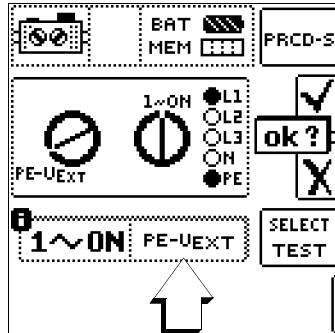 BAT
MEM
PRCD-S
1~ON
L1
L2
L3
N
PE
PE-UEXT
ok?
1~ON PE-UEXT
SELECT
TEST